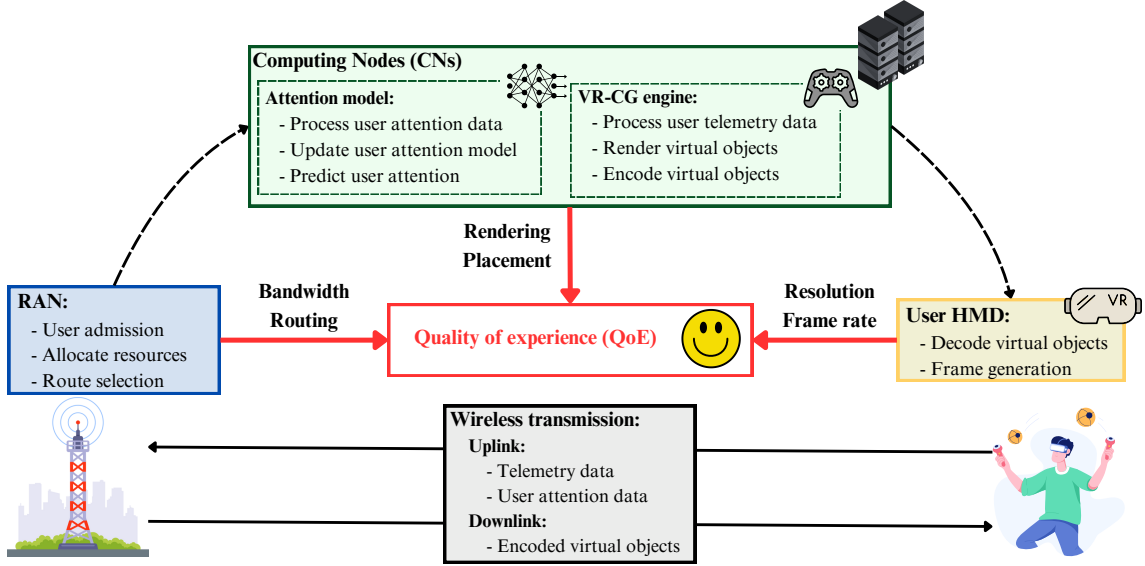 Computing Nodes (CNs)
Attention model:
- Process user attention data
- Update user attention model
- Predict user attention
VR-CG engine:
- Process user telemetry data
- Render virtual objects
- Encode virtual objects
Rendering
Placement
RAN:
- User admission
- Allocate resources
- Route selection
Bandwidth
Routing
Quality of experience (QoE)
Resolution
Frame rate
VR
User HMD:
- Decode virtual objects
- Frame generation
Wireless transmission:
Uplink:
- Telemetry data
- User attention data
Downlink:
- Encoded virtual objects